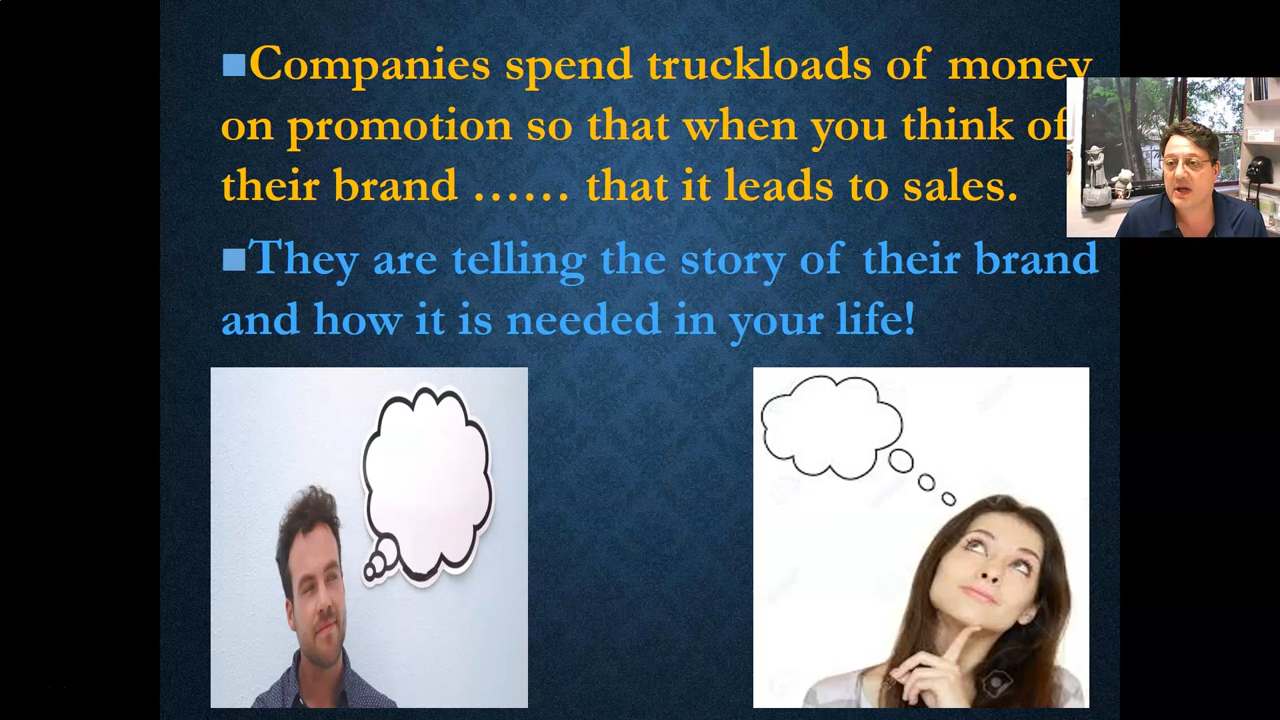 Companies spend truckloads of money
on promotion so that when you think of
their brand …… that it leads to sales.
They are telling the story of their brand
and how it is needed in your life!